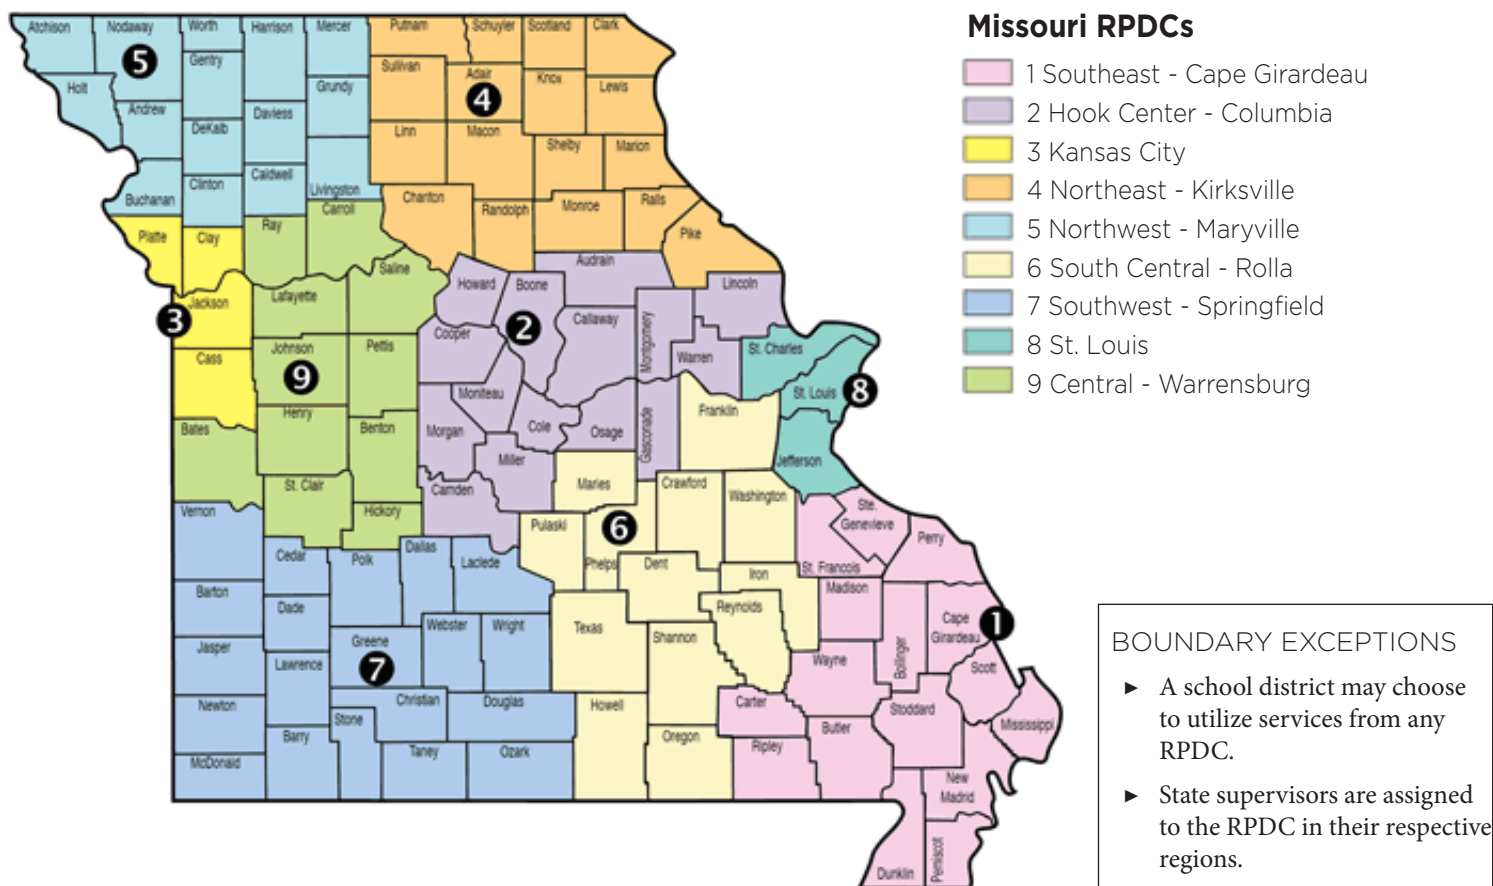 Missouri RPDCs
1 Southeast - Cape Girardeau
2 Hook Center - Columbia
3 Kansas City
4 Northeast - Kirksville
5 Northwest - Maryville
6 South Central - Rolla
7 Southwest - Springfield
8 St. Louis
9 Central - Warrensburg
BOUNDARY EXCEPTIONS
► A school district may choose
to utilize services from any
RPDC.
► State supervisors are assigned
to the RPDC in their respective
regions.
Atchison
Nodaway
Worth
Harrison
Mercer
Putnam
Schuyler
Scotland
Clark
5
Gentry
Sullivan
Adair
Knox
Lewis
Holt
Grundy
4
Andrew
DeKalb
Daviess
Linn
Macon
Shelby
Marion
Buchanan
Clinton
Caldwell
Livingston
Chariton
Randolph
Monroe
Ralls
Pike
Platte
Clay
Ray
Carroll
Saline
Audrain
Howard
Boone
Lincoln
3
Jackson
Lafayette
Cooper
2
Callaway
Montgomery
Warren
St. Charles
Cass
Johnson
Pettis
9
Moniteau
St. Louis
8
Bates
Henry
Benton
Morgan
Cole
Osage
Gasconade
Franklin
Miller
Jefferson
St. Clair
Camden
Maries
Crawford
Washington
Vernon
Hickory
Pulaski
6
Ste.
Genevieve
Perry
Cedar
Polk
Dallas
Laclede
Phelps
Dent
Iron
St. Francois
Madison
Barton
Dade
Reynolds
Cape
Girardeau
1
Jasper
Lawrence
Greene
7
Webster
Wright
Texas
Shannon
Wayne
Bollinger
Scott
Newton
Christian
Douglas
Howell
Carter
Stoddard
Mississippi
Stone
Barry
Taney
Ozark
Oregon
Ripley
Butler
McDonald
New
Madrid
Dunklin
Pemiscot